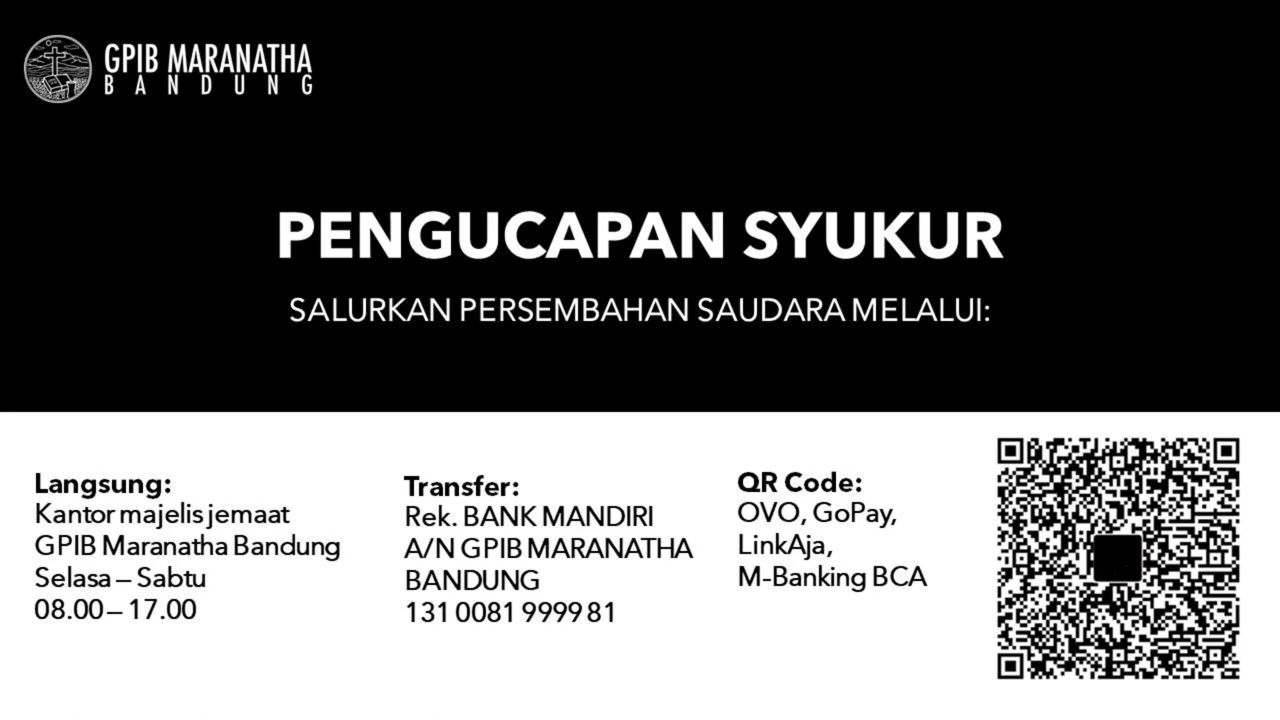 GPIB MARANATHA
BANDUNG
PENGUCAPAN SYUKUR
SALURKAN PERSEMBAHAN SAUDARA MELALUI:
Langsung:
Kantor majelis jemaat
GPIB Maranatha Bandung
Selasa – Sabtu
08.00 – 17.00
Transfer:
Rek. BANK MANDIRI
A/N GPIB MARANATHA
BANDUNG
131 0081 9999 81
QR Code:
OVO, GoPay,
LinkAja,
M-Banking BCA